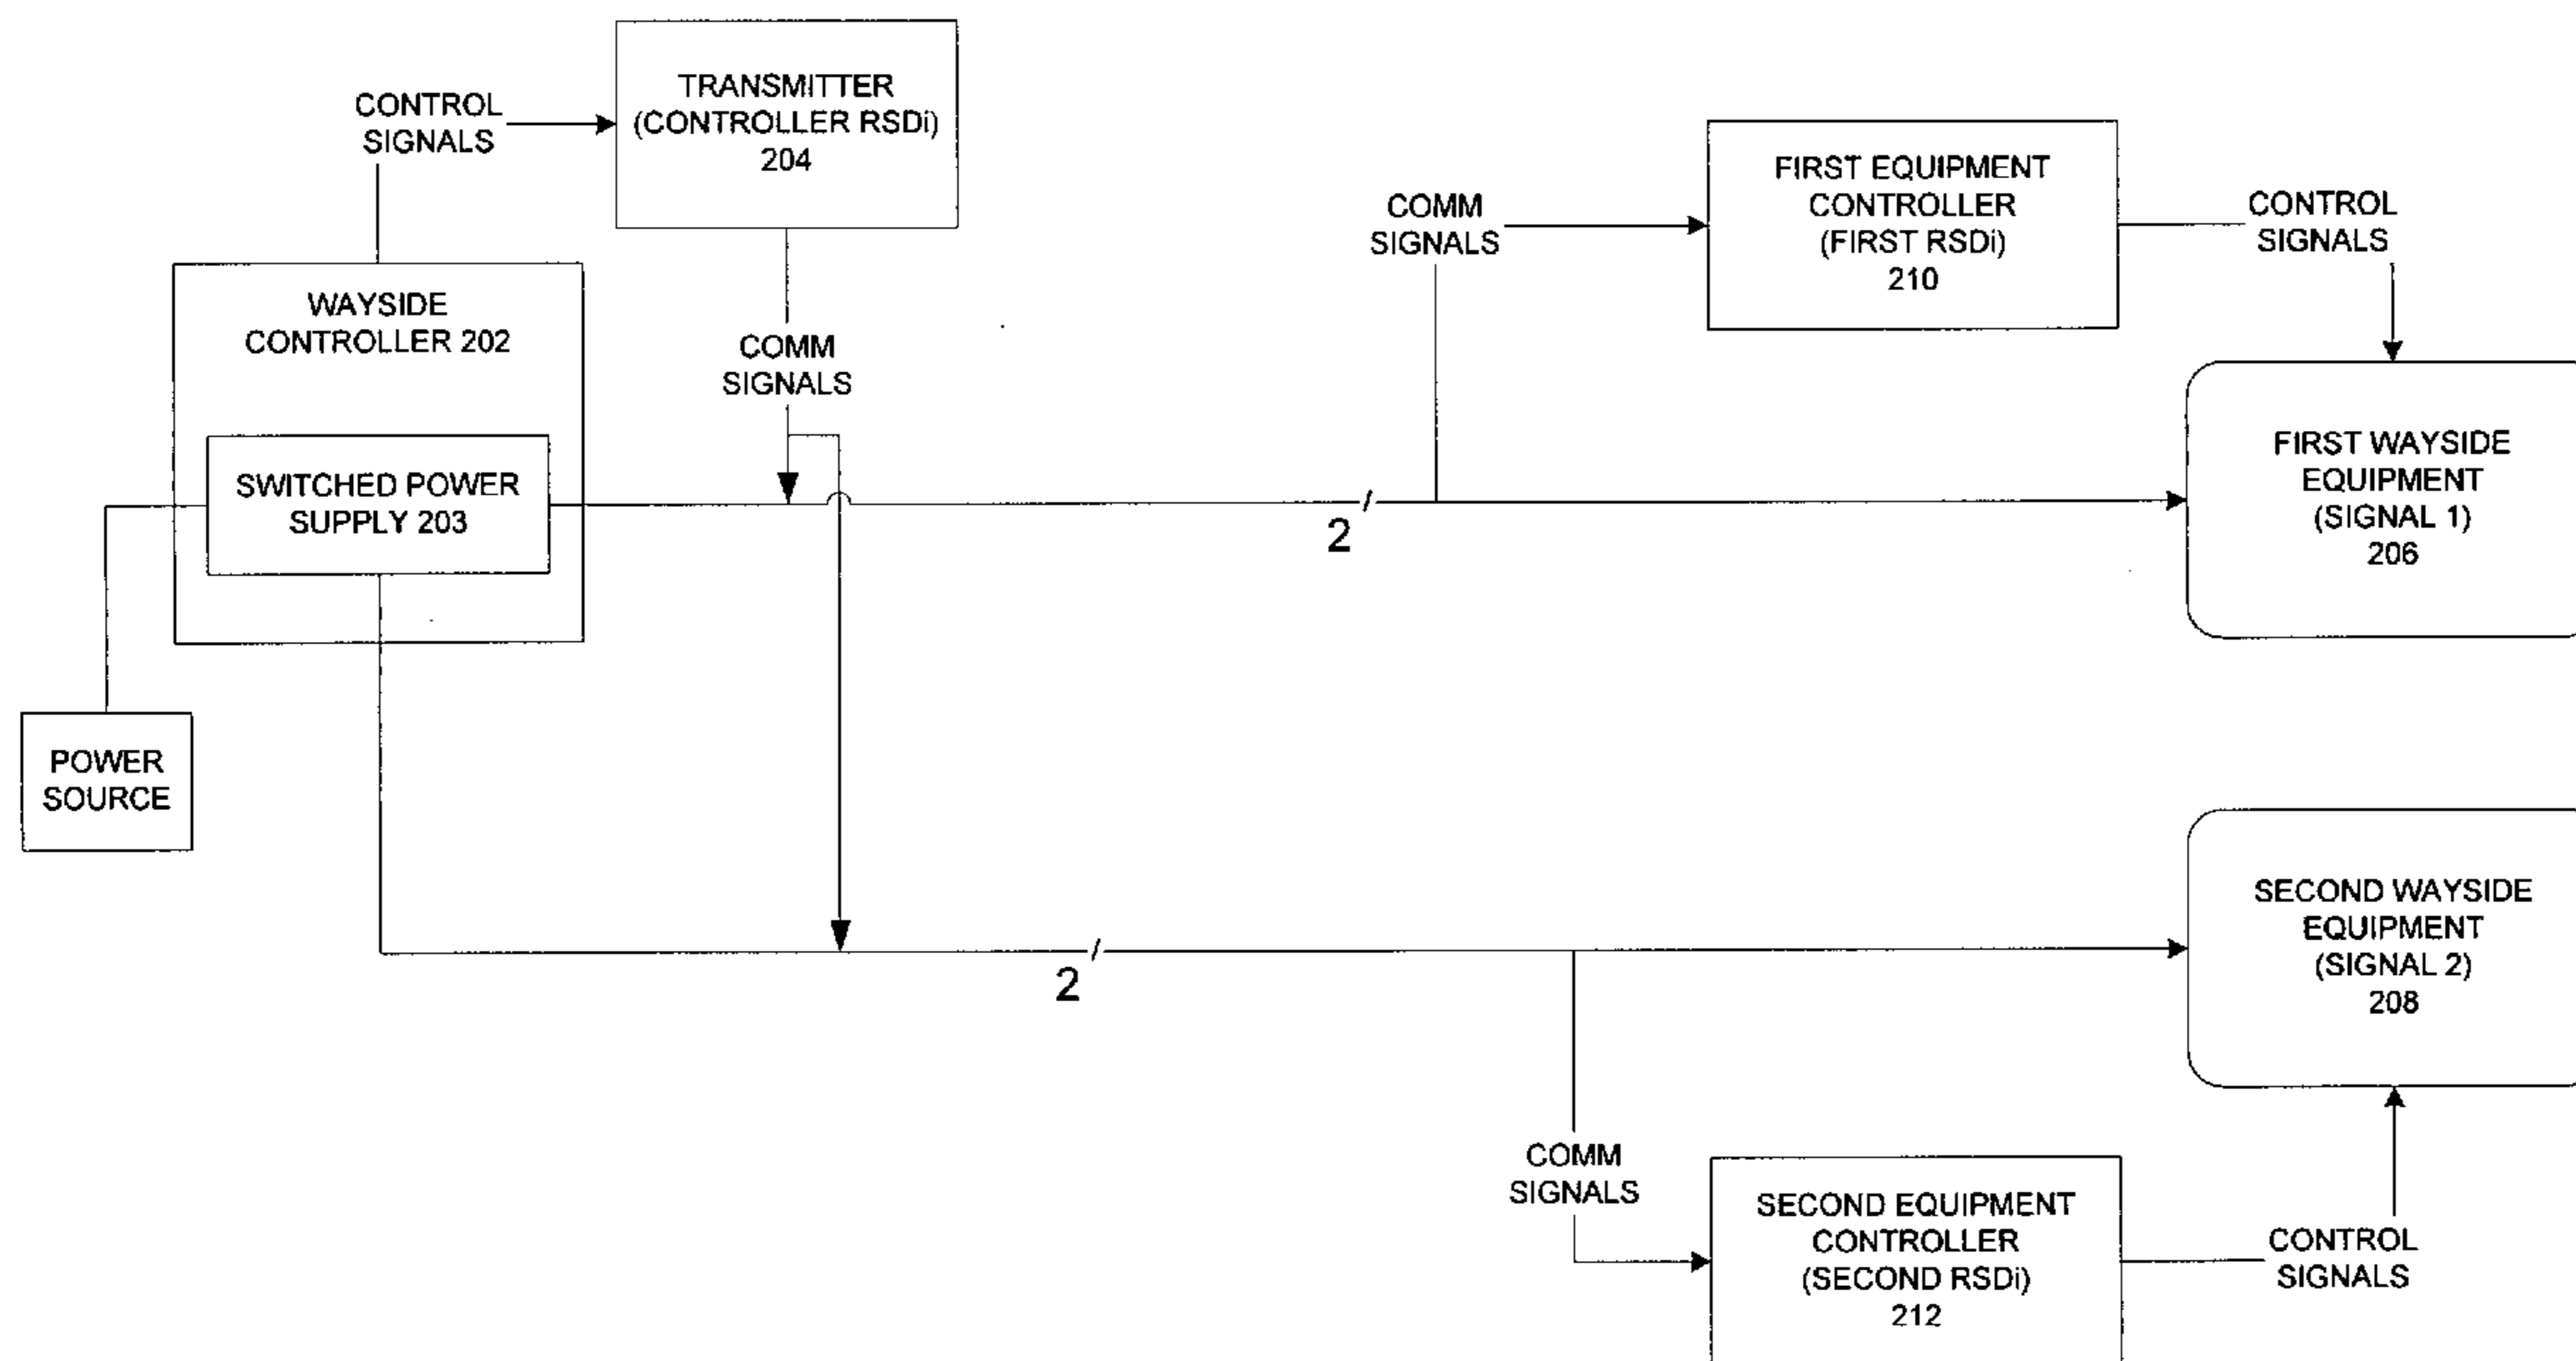 TRANSMITTER
(CONTROLLER RSDi)
204
CONTROL
SIGNALS
WAYSIDE
CONTROLLER 202
SWITCHED POWER
SUPPLY 203
COMM
SIGNALS
POWER
SOURCE
2
COMM
SIGNALS
FIRST EQUIPMENT
CONTROLLER
(FIRST RSDi)
210
CONTROL
SIGNALS
FIRST WAYSIDE
EQUIPMENT
(SIGNAL 1)
206
2
SECOND WAYSIDE
EQUIPMENT
(SIGNAL 2)
208
COMM
SIGNALS
SECOND EQUIPMENT
CONTROLLER
(SECOND RSDi)
212
CONTROL
SIGNALS